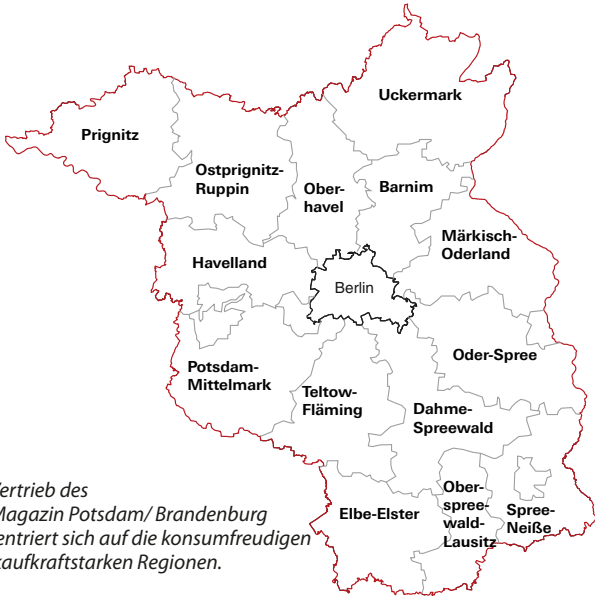 Uckermark
Prignitz
Ostprignitz-
Ruppin
Ober-
havel
Barnim
Märkisch-
Oderland
Havelland
Berlin
Oder-Spree
Potsdam-
Mittelmark
Teltow-
Fläming
Dahme-
Spreewald
Elbe-Elster
Ober-
spree-
wald-
Lausitz
Spree-
Neiße
ertrieb des
Magazin Potsdam/ Brandenburg
entriert sich auf die konsumfreudigen
kaufkraftstarken Regionen.